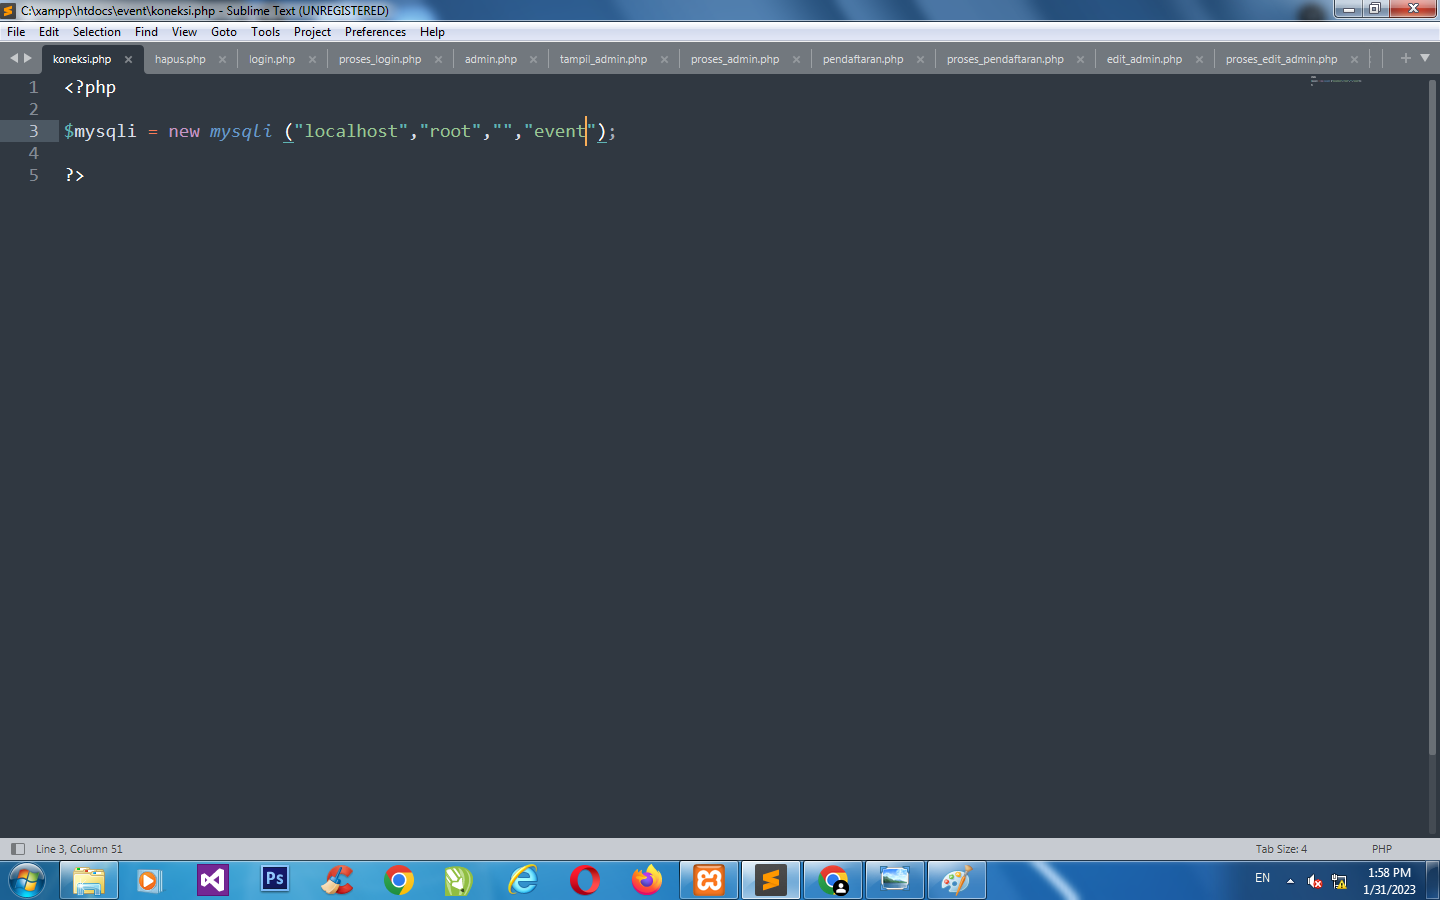 C:\xampp\htdocs\event\koneksi.php - Sublime Text (UNREGISTERED)
File Edit Selection Find View Goto Tools Project Preferences Help
koneksi.php hapus.php login.php proses_login.php admin.php tampil_admin.php proses_admin.php pendaftaran.php proses_pendaftaran.php edit_admin.php proses_edit_admin.php
1 <?php
2
3 $mysqli = new mysqli ("localhost","root","","event");
4
5 ?>
Line 3, Column 51 Tab Size: 4 PHP
Ps
EN
1:58 PM
1/31/2023